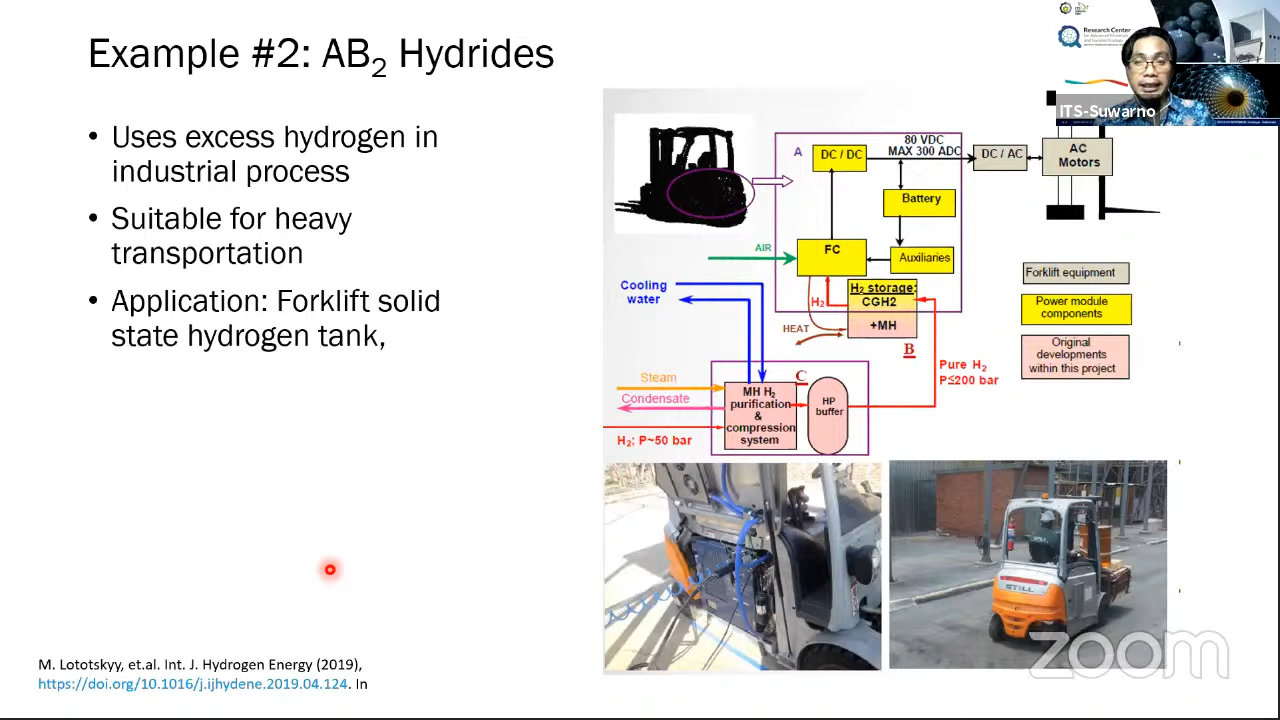 Example #2: AB2 Hydrides
• Uses excess hydrogen in
industrial process
• Suitable for heavy
transportation
• Application: Forklift solid
state hydrogen tank,
M. Lototskyy, et.al. Int. J. Hydrogen Energy (2019),
https://doi.org/10.1016/j.ijhydene.2019.04.124. In
A
DC / DC
80 VDC
MAX 300 ADC
DC / AC
AC
Motors
Battery
AIR
FC
Auxiliaries
Cooling
water
H2
H2 storage:
CGH2
+MH
HEAT
B
Forklift equipment
Power module
components
Original
developments
within this project
Pure H2
P≤200 bar
Steam
Condensate
H2; P~50 bar
C
MH H2
purification
&
compression
system
HP
buffer
STILL
zoom
Research Center
ITS-Suwarno